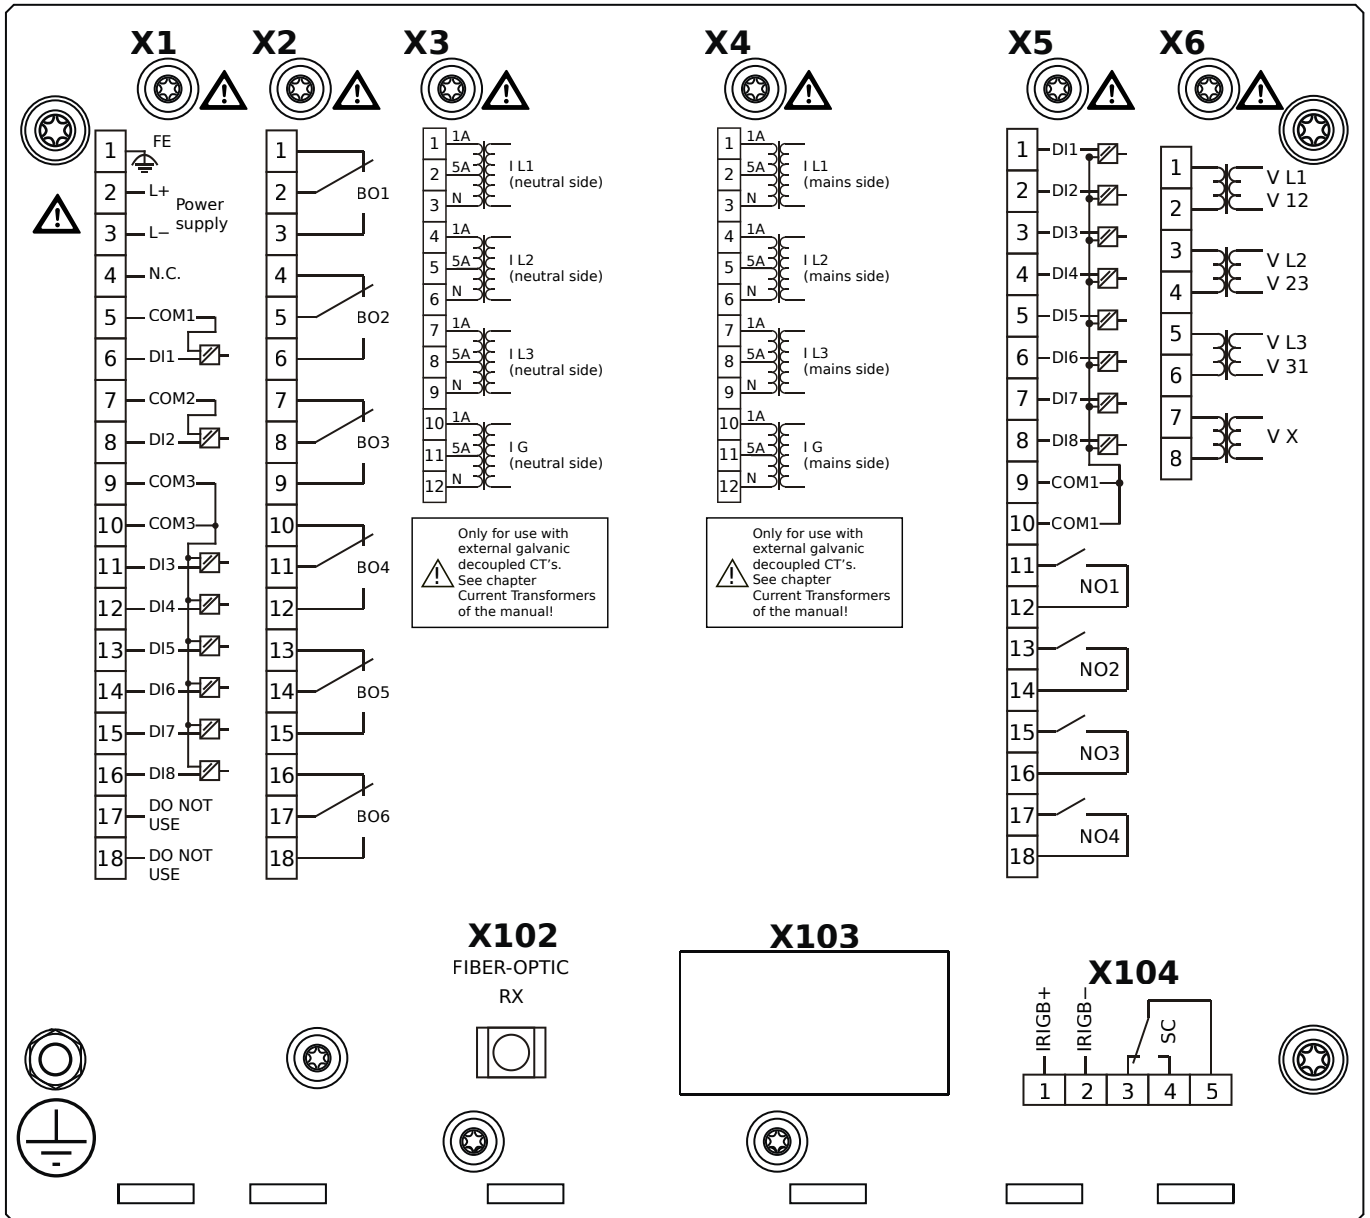 X1 X2 X3 X4 X5 X6
1 FE
2 L+
Power
supply
3 L−
4 N.C.
5 COM1
6 DI1
7 COM2
8 DI2
9 COM3
10 COM3
11 DI3
12 DI4
13 DI5
14 DI6
15 DI7
16 DI8
17 DO NOT
USE
18 DO NOT
USE
1
2 BO1
3
4
5 BO2
6
7
8 BO3
9
10
11 BO4
12
13
14 BO5
15
16
17 BO6
18
1 1A
2 5A I L1
(neutral side)
3 N
4 1A
5 5A I L2
(neutral side)
6 N
7 1A
8 5A I L3
(neutral side)
9 N
10 1A
11 5A I G
(neutral side)
12 N
Only for use with
external galvanic
decoupled CT’s.
See chapter
Current Transformers
of the manual!
1 1A
2 5A I L1
(mains side)
3 N
4 1A
5 5A I L2
(mains side)
6 N
7 1A
8 5A I L3
(mains side)
9 N
10 1A
11 5A I G
(mains side)
12 N
Only for use with
external galvanic
decoupled CT’s.
See chapter
Current Transformers
of the manual!
1 DI1
2 DI2
3 DI3
4 DI4
5 DI5
6 DI6
7 DI7
8 DI8
9 COM1
10 COM1
11
NO1
12
13
NO2
14
15
NO3
16
17
NO4
18
1 V L1
2 V 12
3 V L2
4 V 23
5 V L3
6 V 31
7 V X
8
X102
FIBER-OPTIC
RX
X103
X104
IRIGB+
IRIGB−
SC
1 2 3 4 5